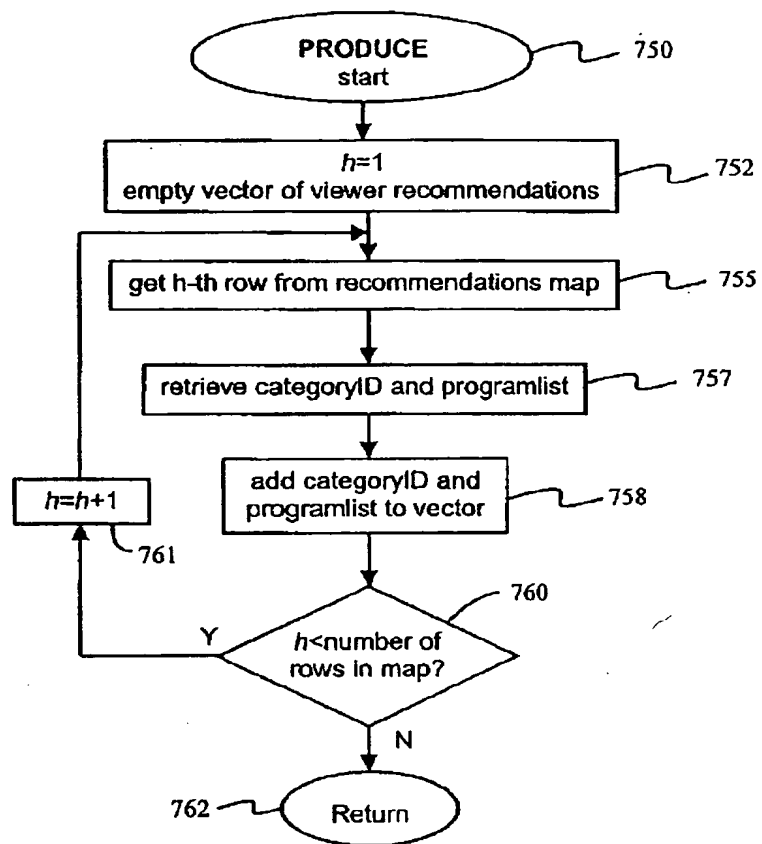 PRODUCE
start
750
h=1
empty vector of viewer recommendations
752
get h-th row from recommendations map
755
retrieve categoryID and programlist
757
add categoryID and
programlist to vector
758
h=h+1
761
760
Y
h<number of
rows in map?
N
762
Return